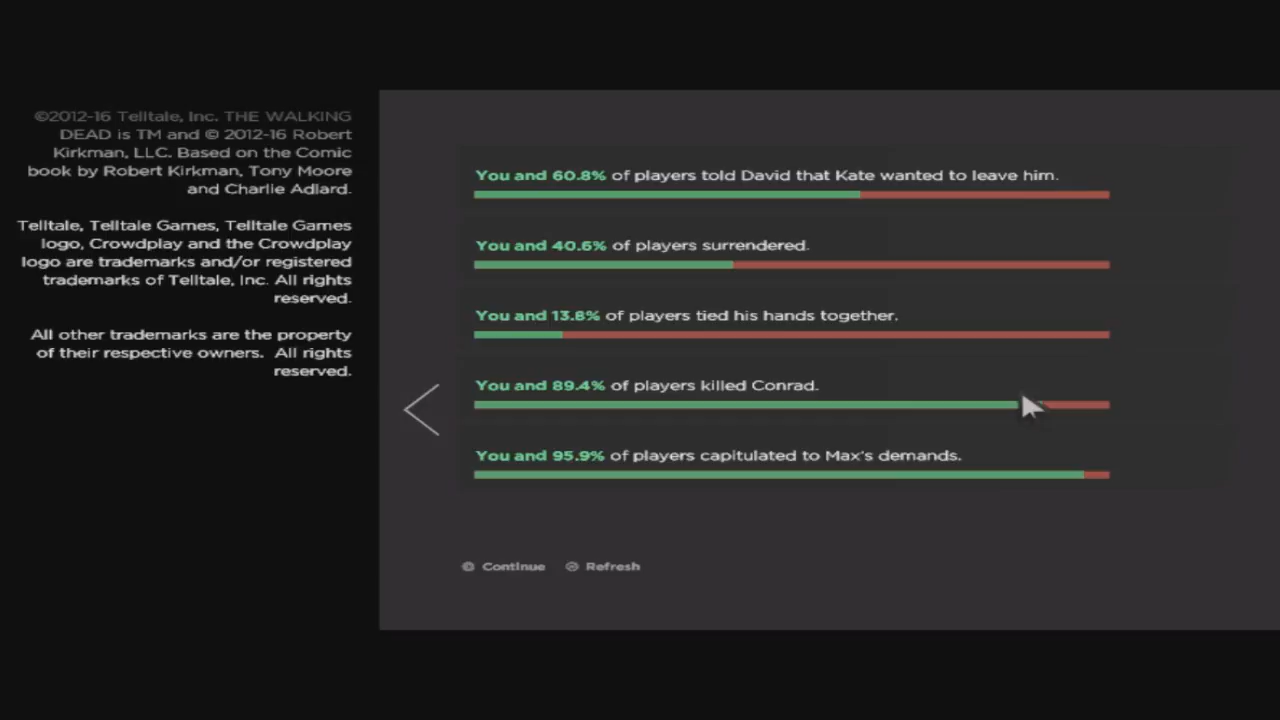 ©2012-16 Telltale, Inc. THE WALKING
DEAD is TM and © 2012-16 Robert
Kirkman, LLC. Based on the Comic
book by Robert Kirkman, Tony Moore
and Charlie Adlard.
Telltale, Telltale Games, Telltale Games
logo, Crowdplay and the Crowdplay
logo are trademarks and/or registered
trademarks of Telltale, Inc. All rights
reserved.
All other trademarks are the property
of their respective owners. All rights
reserved.
You and 60.8% of players told David that Kate wanted to leave him.
You and 40.6% of players surrendered.
You and 13.8% of players tied his hands together.
You and 89.4% of players killed Conrad.
You and 95.9% of players capitulated to Max's demands.
Continue Refresh